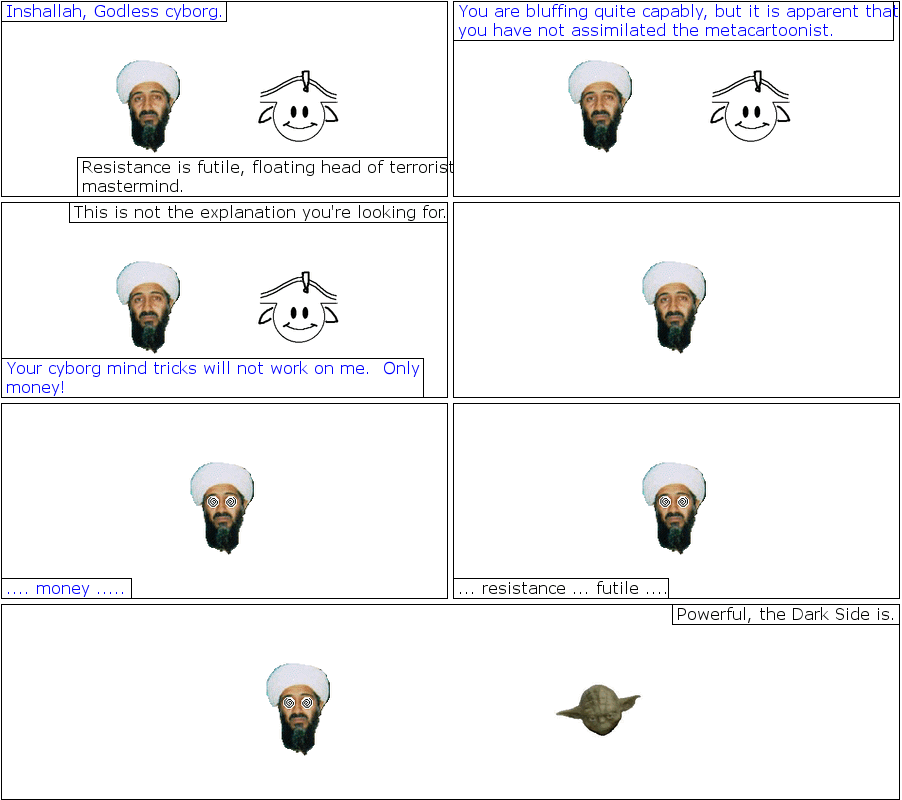 Inshallah, Godless cyborg.
Resistance is futile, floating head of terrorist
mastermind.
You are bluffing quite capably, but it is apparent that
you have not assimilated the metacartoonist.
This is not the explanation you're looking for.
Your cyborg mind tricks will not work on me.  Only
money!
.... money .....
... resistance ... futile ....
Powerful, the Dark Side is.